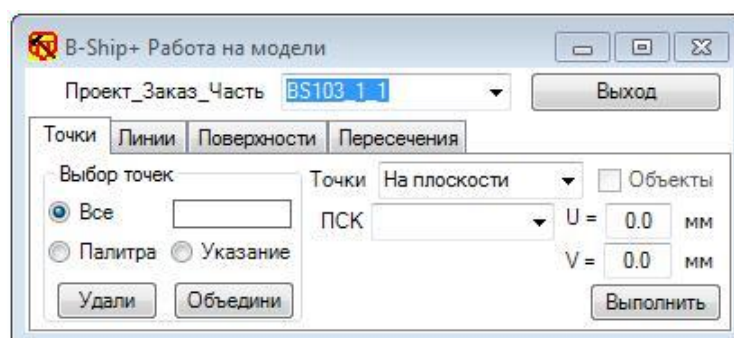 B-Ship+ Работа на модели
Проект_Заказ_Часть BS103_1_1 Выход
Точки Линии Поверхности Пересечения
Выбор точек Точки На плоскости Объекты
Все ПСК U = 0.0 мм
Палитра Указание V = 0.0 мм
Удали Объедини Выполнить